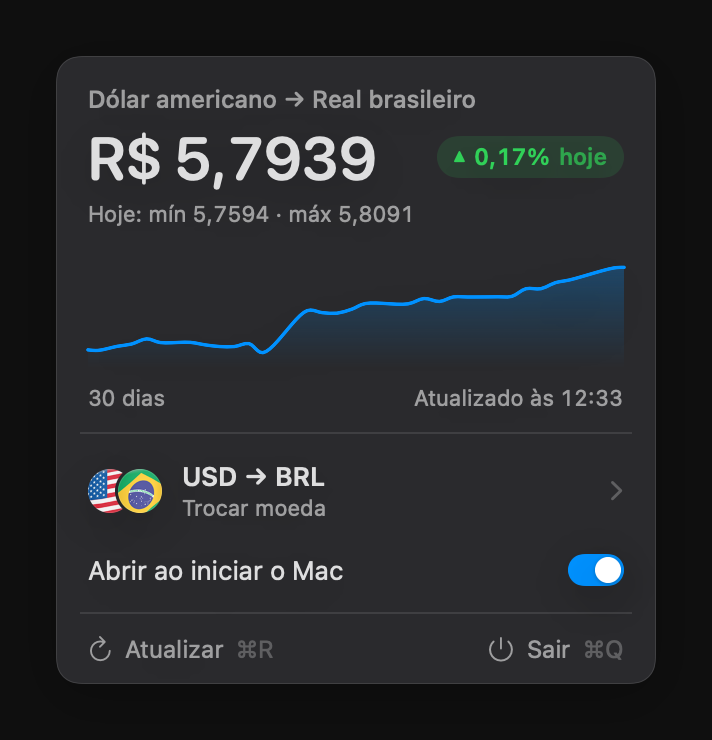 Dólar americano → Real brasileiro
R$ 5,7939
▲ 0,17% hoje
Hoje: mín 5,7594 · máx 5,8091
30 dias
Atualizado às 12:33
USD → BRL
Trocar moeda
Abrir ao iniciar o Mac
Atualizar ⌘R
Sair ⌘Q